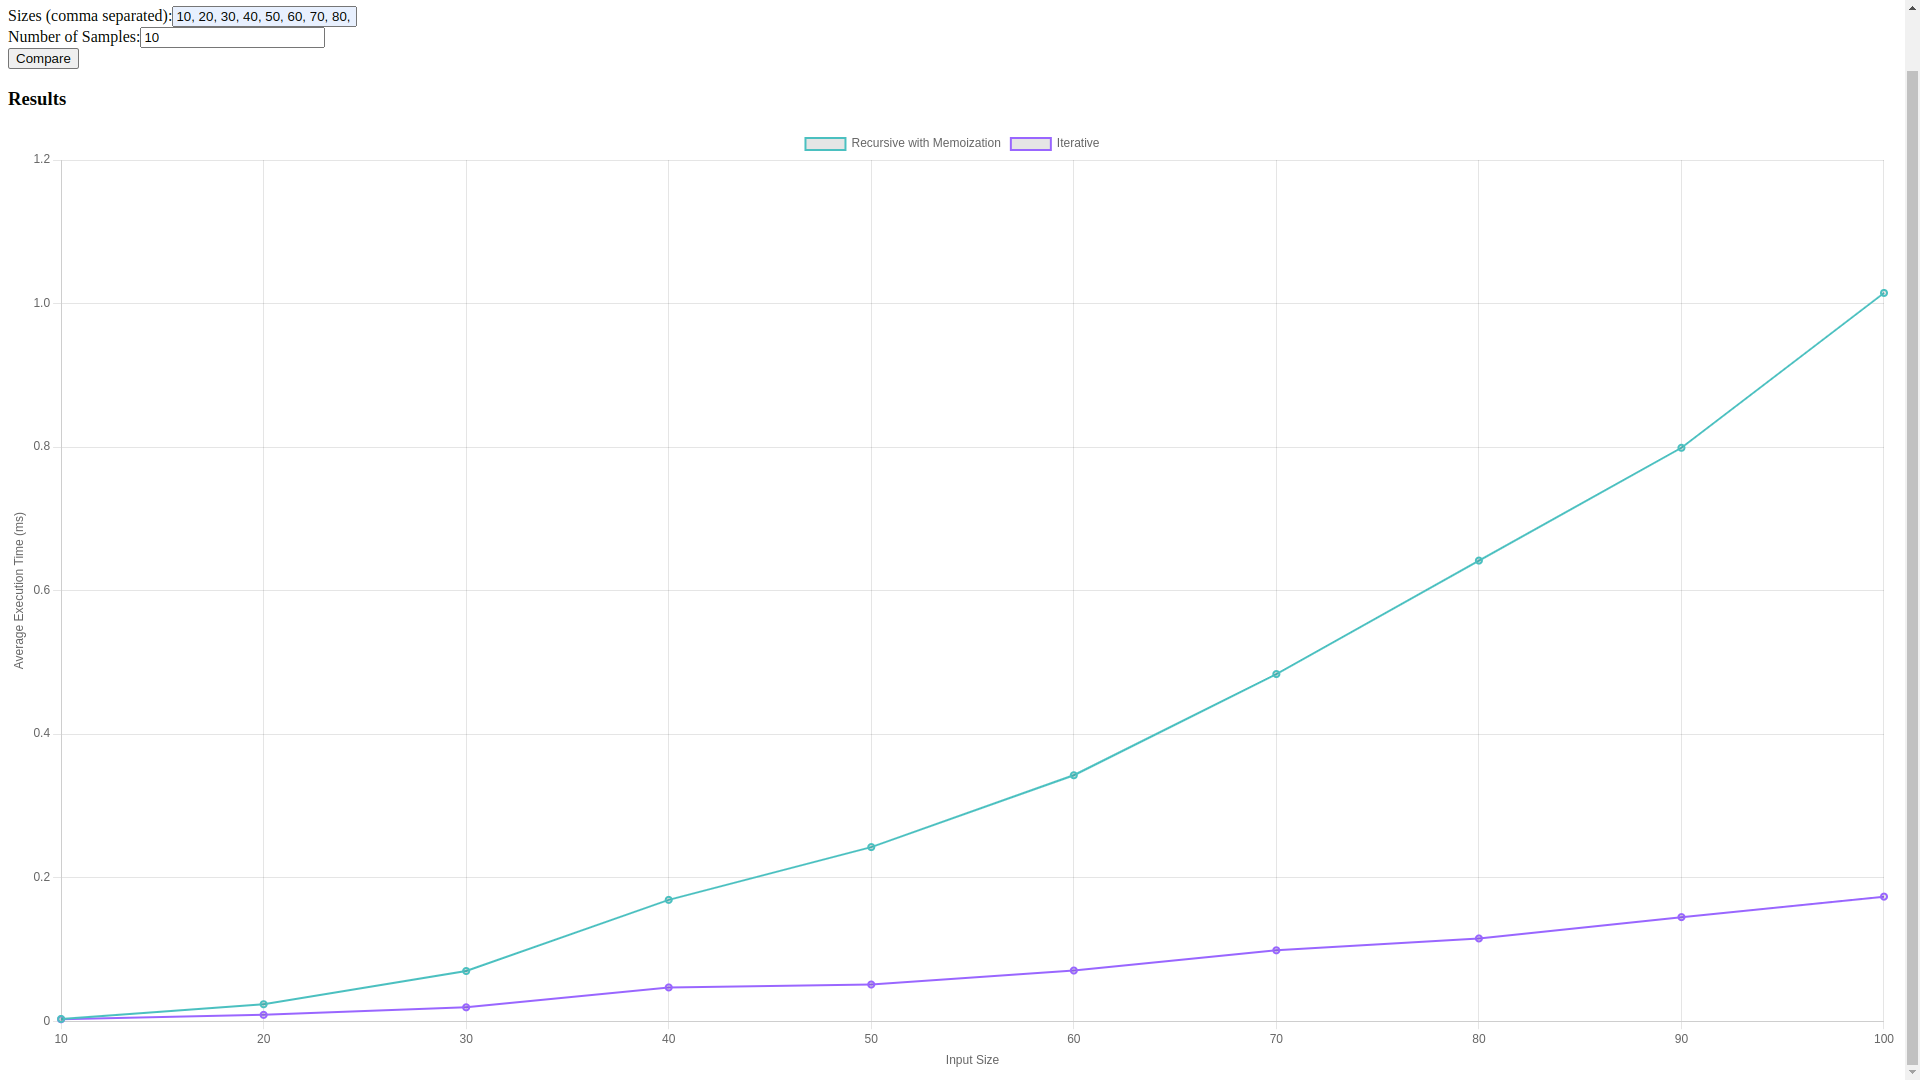 Sizes (comma separated): 10, 20, 30, 40, 50, 60, 70, 80,
Number of Samples: 10
Compare
Results
Recursive with Memoization Iterative
1.2
1.0
0.8
0.6
0.4
0.2
0
Average Execution Time (ms)
10 20 30 40 50 60 70 80 90 100
Input Size